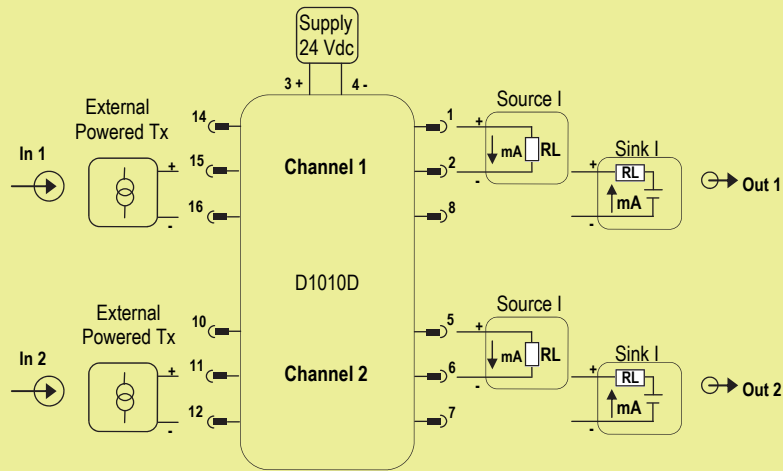 Supply
24 Vdc
3 +
4 -
External
Powered Tx
In 1
14
15
16
+
-
Channel 1
1
2
8
Source I
+
-
mA
RL
Sink I
+
-
RL
mA
Out 1
D1010D
External
Powered Tx
In 2
10
11
12
+
-
Channel 2
5
6
7
Source I
+
-
mA
RL
Sink I
+
-
RL
mA
Out 2